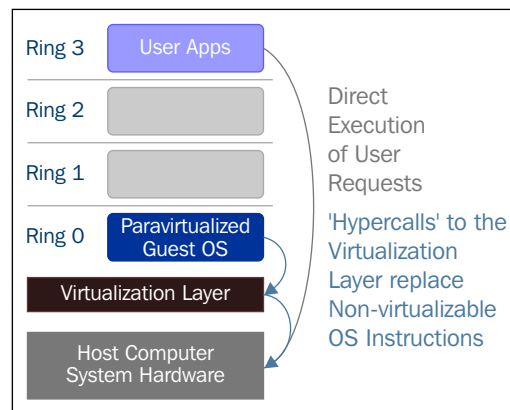 Ring 3
User Apps
Ring 2
Ring 1
Ring 0
Paravirtualized
Guest OS
Virtualization Layer
Host Computer
System Hardware
Direct
Execution
of User
Requests
'Hypercalls' to the
Virtualization
Layer replace
Non-virtualizable
OS Instructions